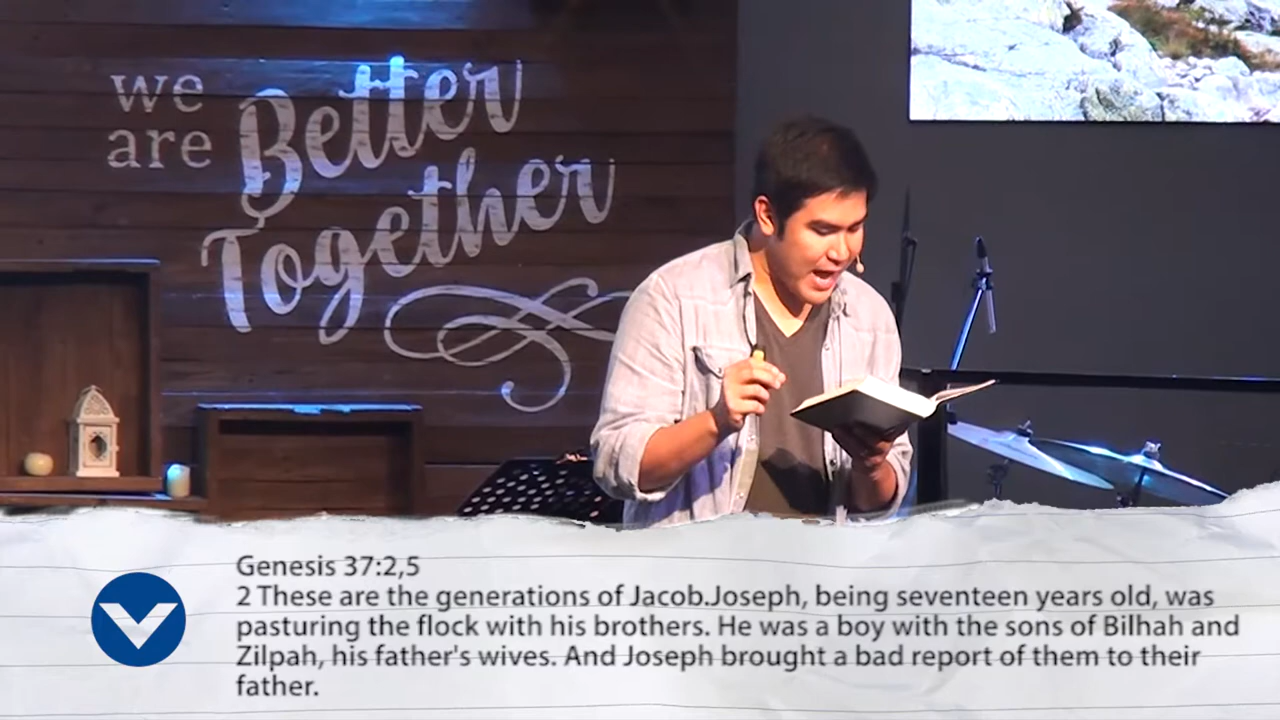 we
are
Better
Together
Genesis 37:2,5
2 These are the generations of Jacob.Joseph, being seventeen years old, was
pasturing the flock with his brothers. He was a boy with the sons of Bilhah and
Zilpah, his father's wives. And Joseph brought a bad report of them to their
father.